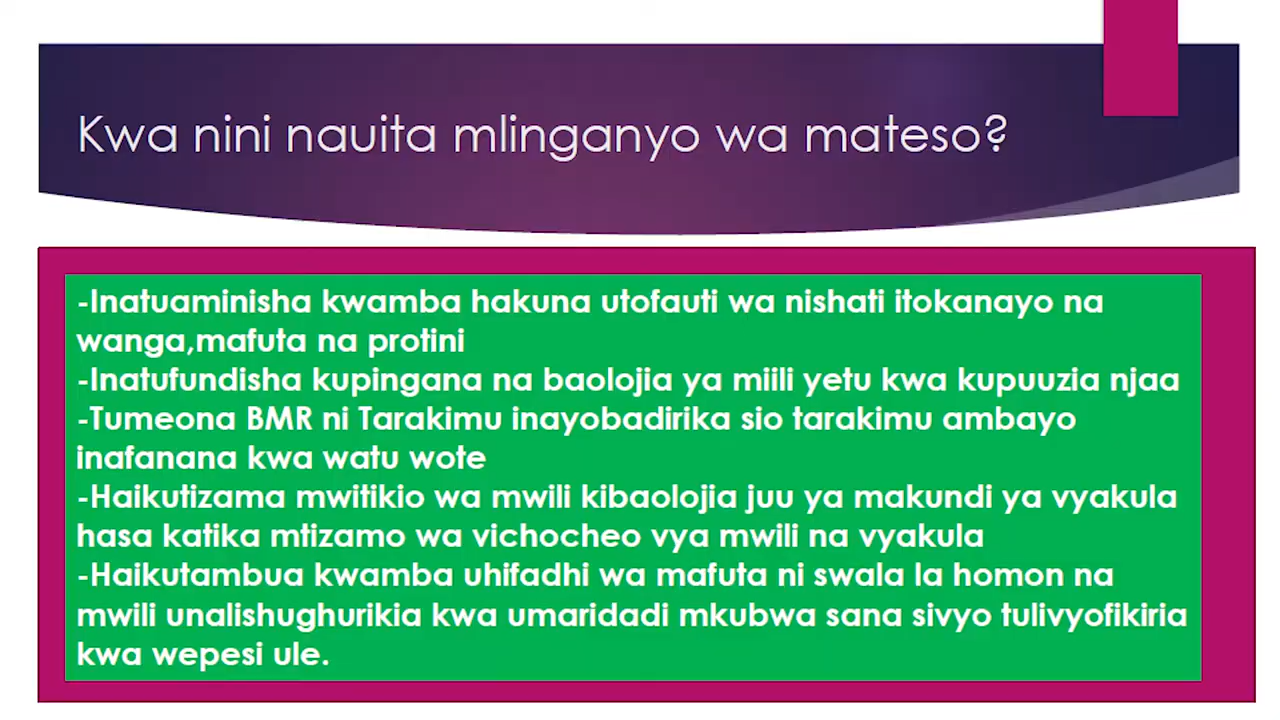 Kwa nini nauita mlinganyo wa mateso?
-Inatuaminisha kwamba hakuna utofauti wa nishati itokanayo na
wanga,mafuta na protini
-Inatufundisha kupingana na baolojia ya miili yetu kwa kupuuzia njaa
-Tumeona BMR ni Tarakimu inayobadirika sio tarakimu ambayo
inafanana kwa watu wote
-Haikutizama mwitikio wa mwili kibaolojia juu ya makundi ya vyakula
hasa katika mtizamo wa vichocheo vya mwili na vyakula
-Haikutambua kwamba uhifadhi wa mafuta ni swala la homon na
mwili unalishughurikia kwa umaridadi mkubwa sana sivyo tulivyofikiria
kwa wepesi ule.